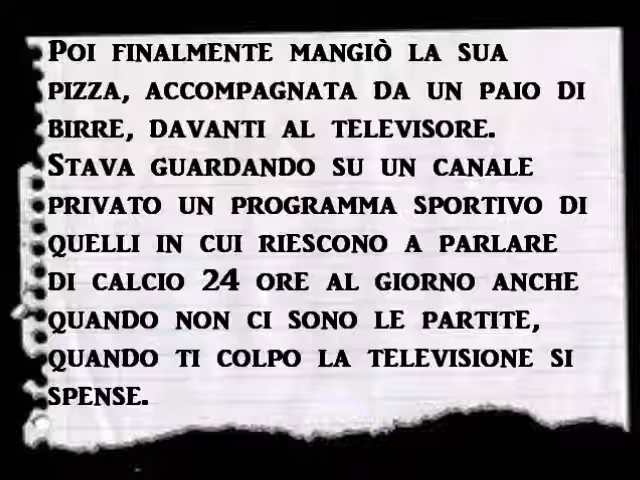 Poi finalmente mangiò la sua
pizza, accompagnata da un paio di
birre, davanti al televisore.
Stava guardando su un canale
privato un programma sportivo di
quelli in cui riescono a parlare
di calcio 24 ore al giorno anche
quando non ci sono le partite,
quando ti colpo la televisione si
spense.